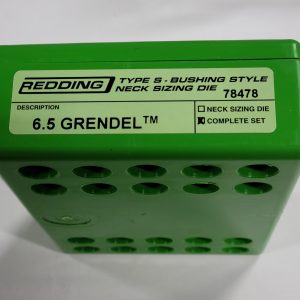 REDDING
TYPE S - BUSHING STYLE
NECK SIZING DIE 78478
DESCRIPTION
6.5 GRENDEL™
NECK SIZING DIE
COMPLETE SET